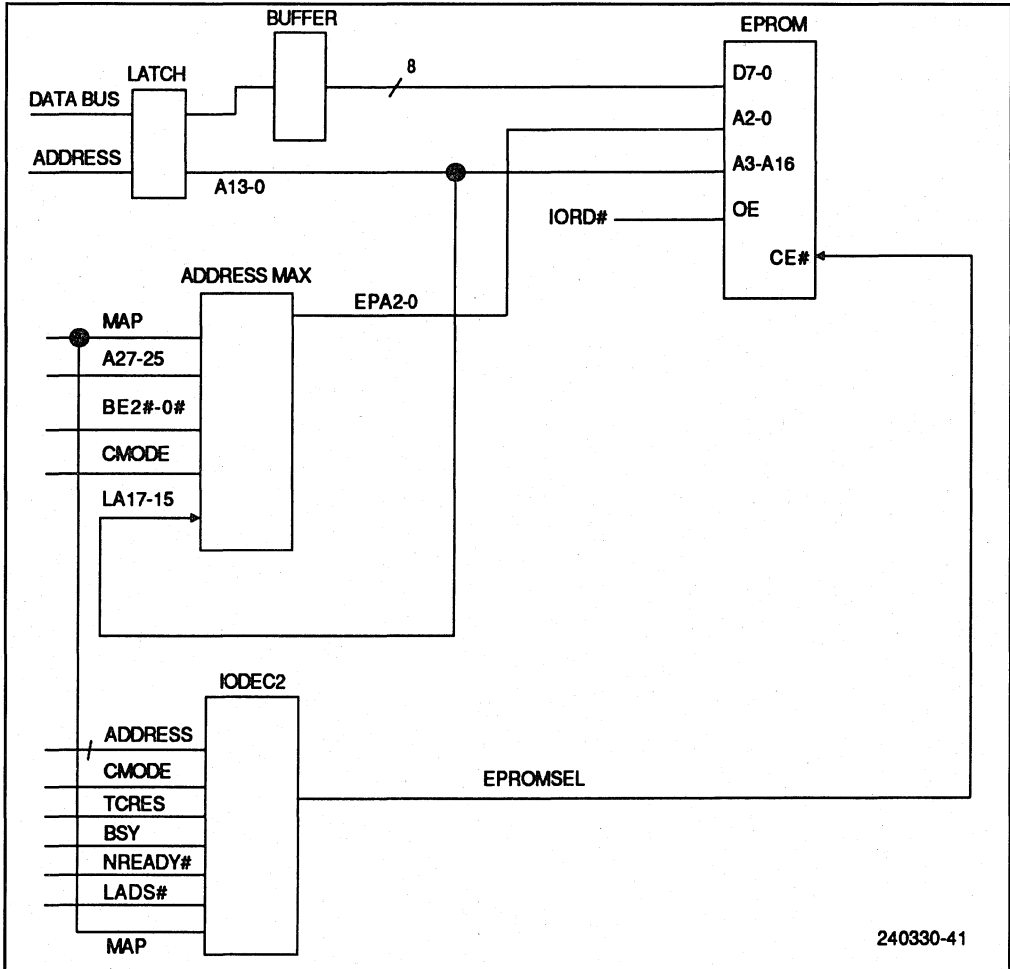 BUFFER
EPROM
LATCH
8
D7-0
DATA BUS
A2-0
ADDRESS
A3-A16
A13-0
IORD#
OE
CE#
ADDRESS MAX
EPA2-0
MAP
A27-25
BE2#-0#
CMODE
LA17-15
IODEC2
ADDRESS
CMODE
EPROMSEL
TCRES
BSY
NREADY#
LADS#
MAP
240330-41